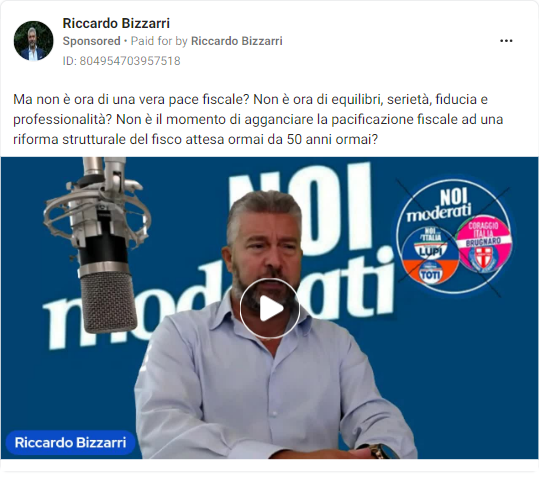 Riccardo Bizzarri
Sponsored • Paid for by Riccardo Bizzarri
ID: 804954703957518
Ma non è ora di una vera pace fiscale? Non è ora di equilibri, serietà, fiducia e
professionalità? Non è il momento di agganciare la pacificazione fiscale ad una
riforma strutturale del fisco attesa ormai da 50 anni ormai?
NOI
moderati
NOI
moderati
NOI
L'ITALIA
LUPI
CORAGGIO
ITALIA
BRUGNARO
TOTI
Riccardo Bizzarri